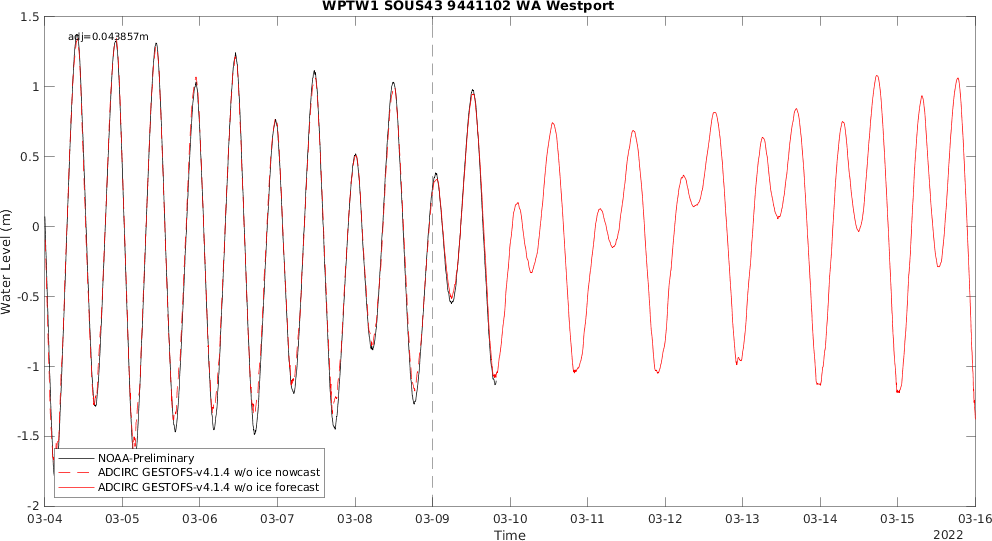 WPTW1 SOUS43 9441102 WA Westport
adj=0.043857m
1.5
1
0.5
0
-0.5
-1
-1.5
-2
Water Level (m)
NOAA-Preliminary
ADCIRC GESTOFS-v4.1.4 w/o ice nowcast
ADCIRC GESTOFS-v4.1.4 w/o ice forecast
03-04 03-05 03-06 03-07 03-08 03-09 03-10 03-11 03-12 03-13 03-14 03-15 03-16
Time
2022